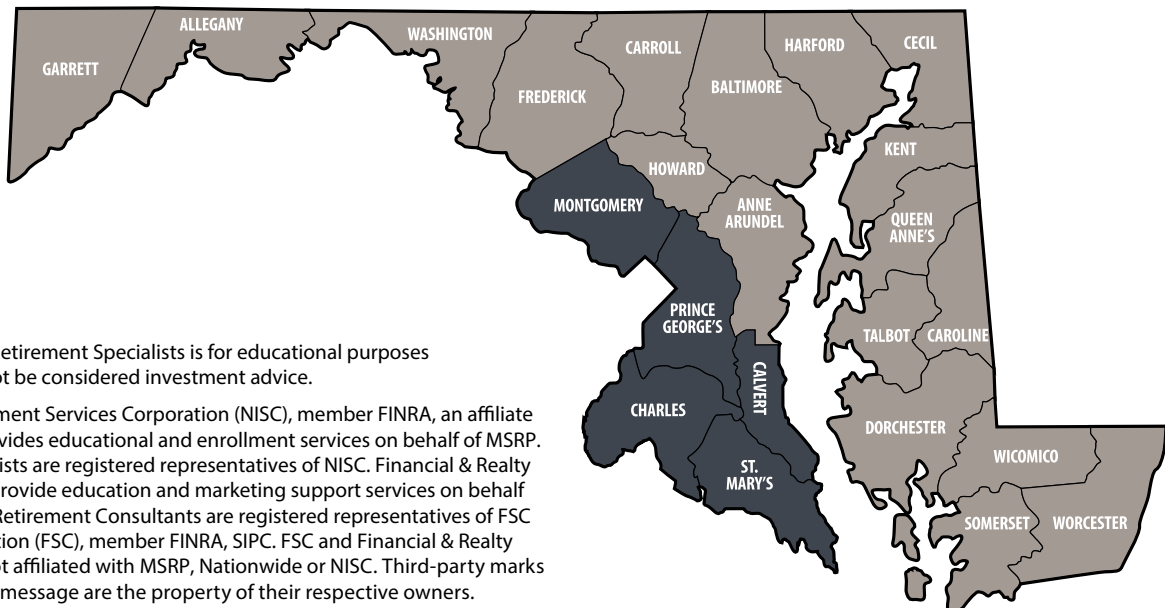 GARRETT
ALLEGANY
WASHINGTON
FREDERICK
CARROLL
BALTIMORE
HARFORD
CECIL
HOWARD
KENT
MONTGOMERY
ANNE
ARUNDEL
QUEEN
ANNE'S
PRINCE
GEORGE'S
TALBOT
CAROLINE
CALVERT
CHARLES
DORCHESTER
ST.
MARY'S
WICOMICO
SOMERSET
WORCESTER
etirement Specialists is for educational purposes
t be considered investment advice.
ment Services Corporation (NISC), member FINRA, an affiliate
vides educational and enrollment services on behalf of MSRP.
ists are registered representatives of NISC. Financial & Realty
rovide education and marketing support services on behalf
Retirement Consultants are registered representatives of FSC
tion (FSC), member FINRA, SIPC. FSC and Financial & Realty
t affiliated with MSRP, Nationwide or NISC. Third-party marks
message are the property of their respective owners.